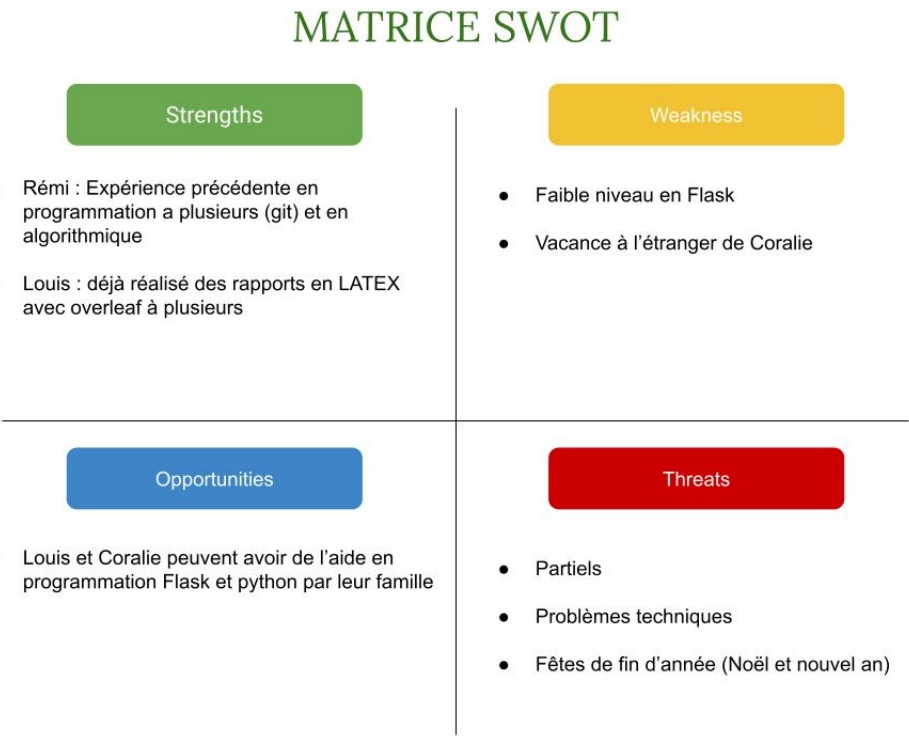 MATRICE SWOT
Strengths
Rémi : Expérience précédente en
programmation a plusieurs (git) et en
algorithmique
Louis : déjà réalisé des rapports en LATEX
avec overleaf à plusieurs
Weakness
● Faible niveau en Flask
● Vacance à l’étranger de Coralie
Opportunities
Louis et Coralie peuvent avoir de l’aide en
programmation Flask et python par leur famille
Threats
● Partiels
● Problèmes techniques
● Fêtes de fin d’année (Noël et nouvel an)